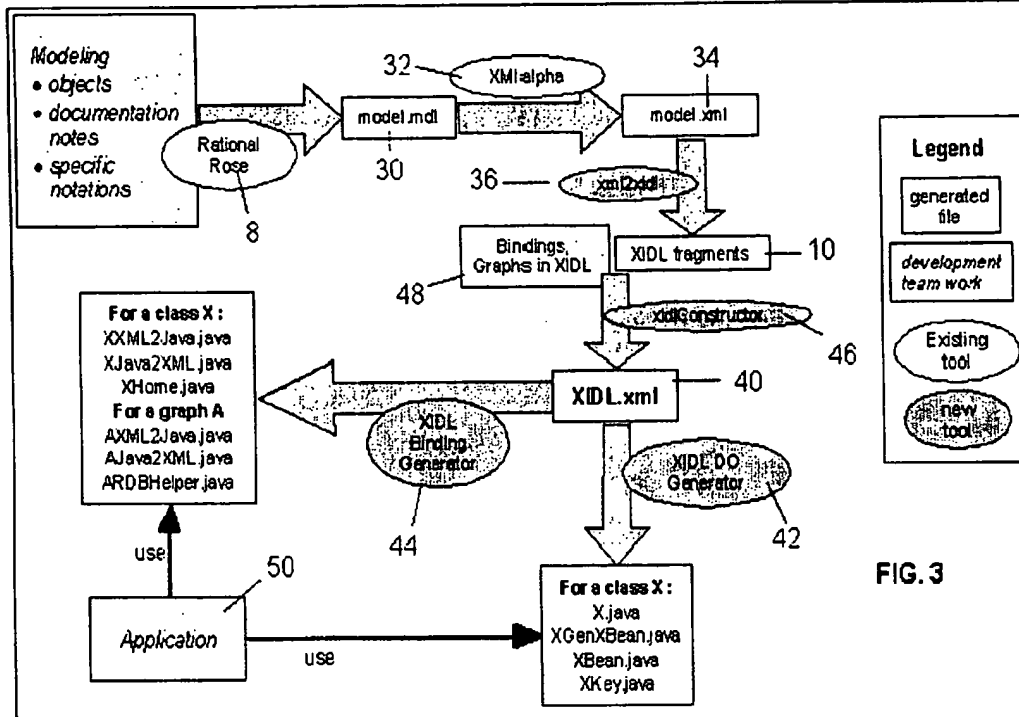 Modeling
• objects
• documentation
notes
• specific
notations
Rational
Rose
8
32
XMI-alpha
34
model.mdl
30
model.xml
36
xml2xidl
Bindings,
Graphs in XIDL
48
XIDL fragments
10
xidlConstructor
46
Legend
generated
file
development
team work
Existing
tool
new
tool
For a class X :
XXML2Java.java
XJava2XML.java
XHome.java
For a graph A
AXML2Java.java
AJava2XML.java
ARDBHelper.java
XIDL.xml
40
XIDL
Binding
Generator
44
XIDL DO
Generator
42
use
50
Application
use
For a class X :
X.java
XGenXBean.java
XBean.java
XKey.java
FIG. 3